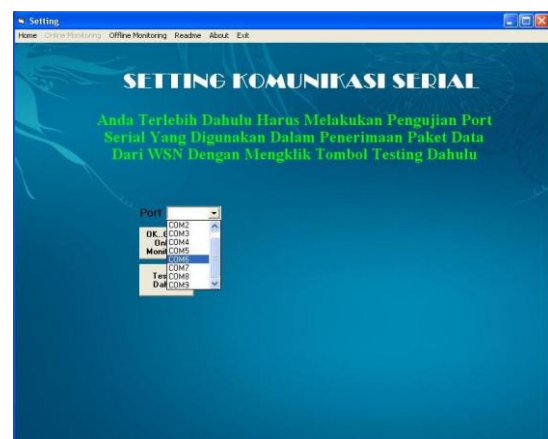 Setting
Home Online Monitoring Offline Monitoring Readme About Exit
SETTING KOMUNIKASI SERIAL
Anda Terlebih Dahulu Harus Melakukan Pengujian Port
Serial Yang Digunakan Dalam Penerimaan Paket Data
Dari WSN Dengan Mengklik Tombol Testing Dahulu
Port
COM2
COM3
COM4
COM5
COM6
COM7
COM8
COM9